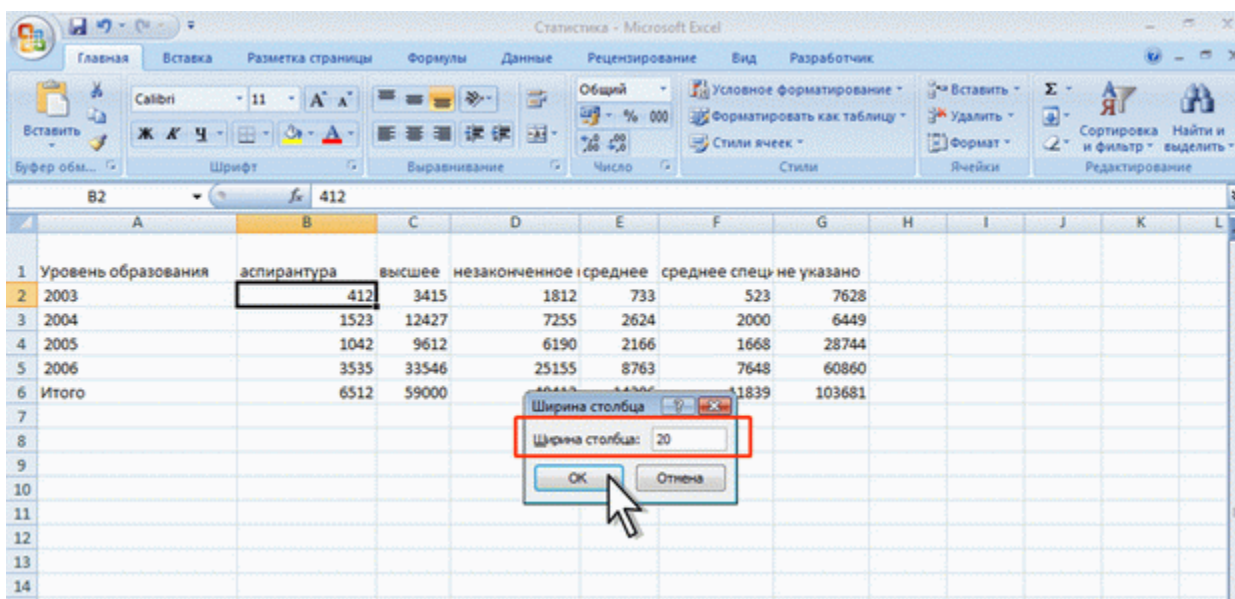 Статистика - Microsoft Excel
Главная Вставка Разметка страницы Формулы Данные Рецензирование Вид Разработчик
Вставить
Буфер обм...
Calibri 11
Ж К Ч
Шрифт
Выравнивание
Общий
% 000
Число
Условное форматирование
Форматировать как таблицу
Стили ячеек
Стили
Вставить
Удалить
Формат
Ячейки
Σ
Сортировка и фильтр
Найти и выделить
Редактирование
B2 fx 412
A B C D E F G H I J K L
1 Уровень образования аспирантура высшее незаконченное среднее среднее специ не указано
2 2003 412 3415 1812 733 523 7628
3 2004 1523 12427 7255 2624 2000 6449
4 2005 1042 9612 6190 2166 1668 28744
5 2006 3535 33546 25155 8763 7648 60860
6 Итого 6512 59000 11839 103681
7
8
9
10
11
12
13
14
Ширина столбца
Ширина столбца: 20
ОК Отмена